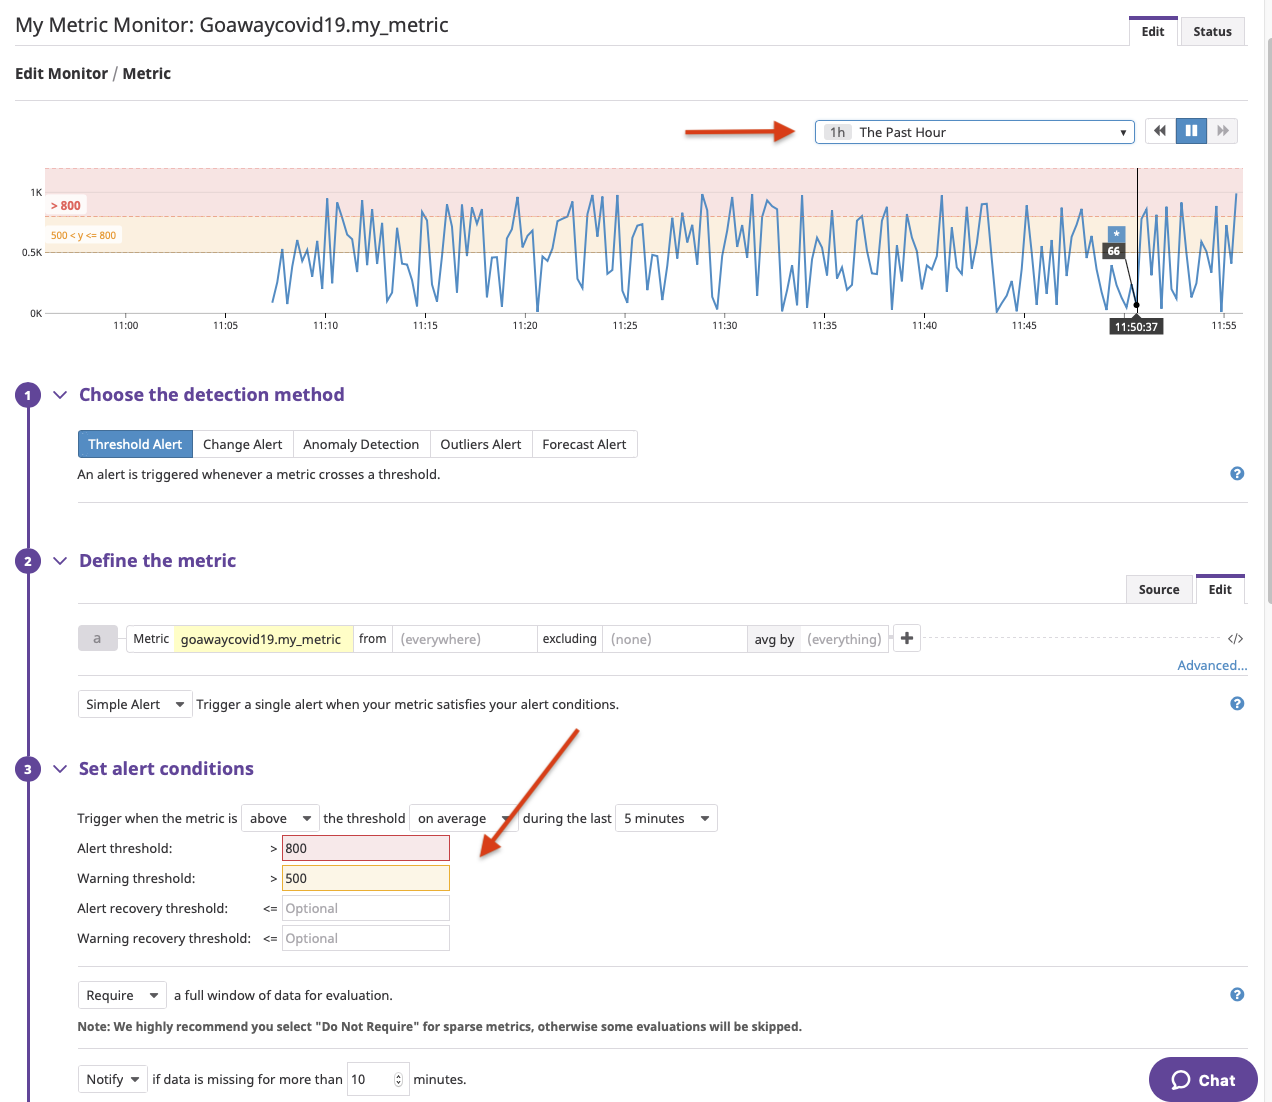 My Metric Monitor: Goawaycovid19.my_metric
Edit Status
Edit Monitor / Metric
1h The Past Hour
1K
> 800
500 < y <= 800
0.5K
*
66
0K
11:00 11:05 11:10 11:15 11:20 11:25 11:30 11:35 11:40 11:45 11:50:37 11:55
1 Choose the detection method
Threshold Alert Change Alert Anomaly Detection Outliers Alert Forecast Alert
An alert is triggered whenever a metric crosses a threshold. ?
2 Define the metric
Source Edit
a Metric goawaycovid19.my_metric from (everywhere) excluding (none) avg by (everything) + </>
Advanced...
Simple Alert Trigger a single alert when your metric satisfies your alert conditions. ?
3 Set alert conditions
Trigger when the metric is above the threshold on average during the last 5 minutes
Alert threshold: > 800
Warning threshold: > 500
Alert recovery threshold: <= Optional
Warning recovery threshold: <= Optional
Require a full window of data for evaluation. ?
Note: We highly recommend you select "Do Not Require" for sparse metrics, otherwise some evaluations will be skipped.
Notify if data is missing for more than 10 minutes.
Chat